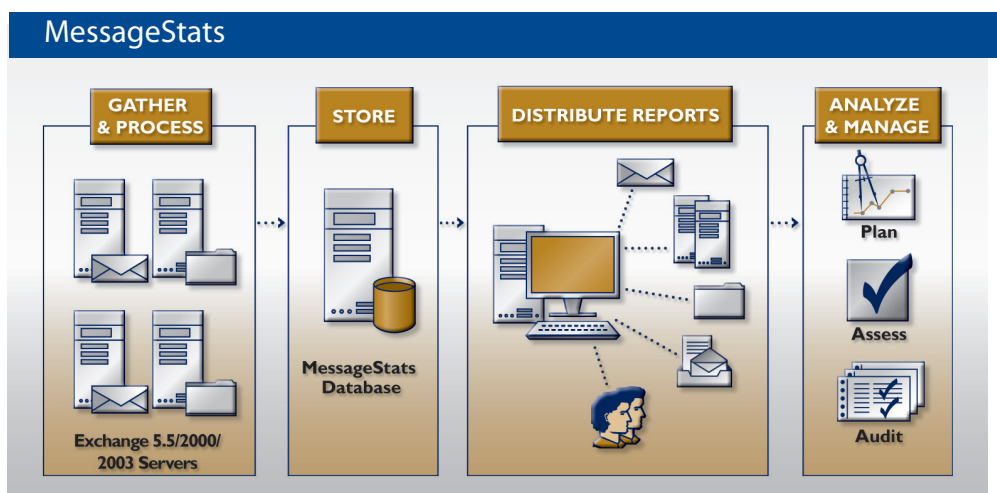 MessageStats
GATHER
& PROCESS
STORE
DISTRIBUTE REPORTS
ANALYZE
& MANAGE
Exchange 5.5/2000/
2003 Servers
MessageStats
Database
Plan
Assess
Audit